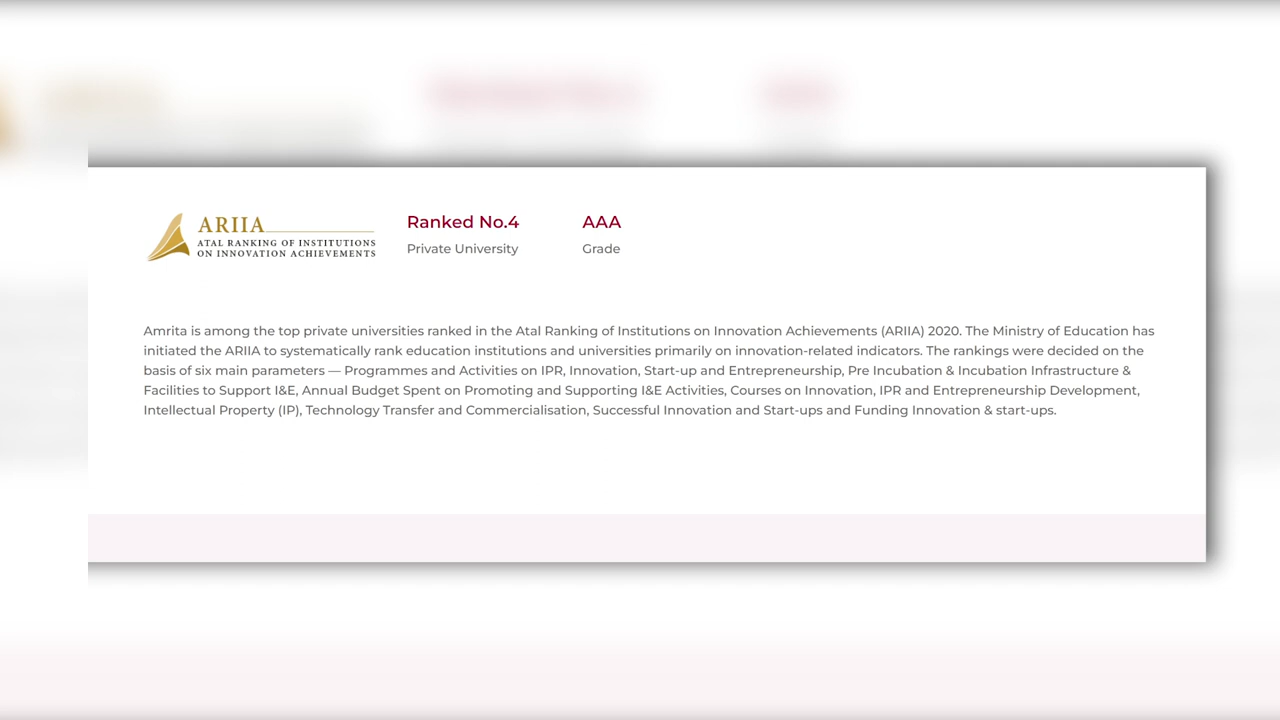 ARIIA
ATAL RANKING OF INSTITUTIONS
ON INNOVATION ACHIEVEMENTS
Ranked No.4
Private University
AAA
Grade
Amrita is among the top private universities ranked in the Atal Ranking of Institutions on Innovation Achievements (ARIIA) 2020. The Ministry of Education has
initiated the ARIIA to systematically rank education institutions and universities primarily on innovation-related indicators. The rankings were decided on the
basis of six main parameters — Programmes and Activities on IPR, Innovation, Start-up and Entrepreneurship, Pre Incubation & Incubation Infrastructure &
Facilities to Support I&E, Annual Budget Spent on Promoting and Supporting I&E Activities, Courses on Innovation, IPR and Entrepreneurship Development,
Intellectual Property (IP), Technology Transfer and Commercialisation, Successful Innovation and Start-ups and Funding Innovation & start-ups.